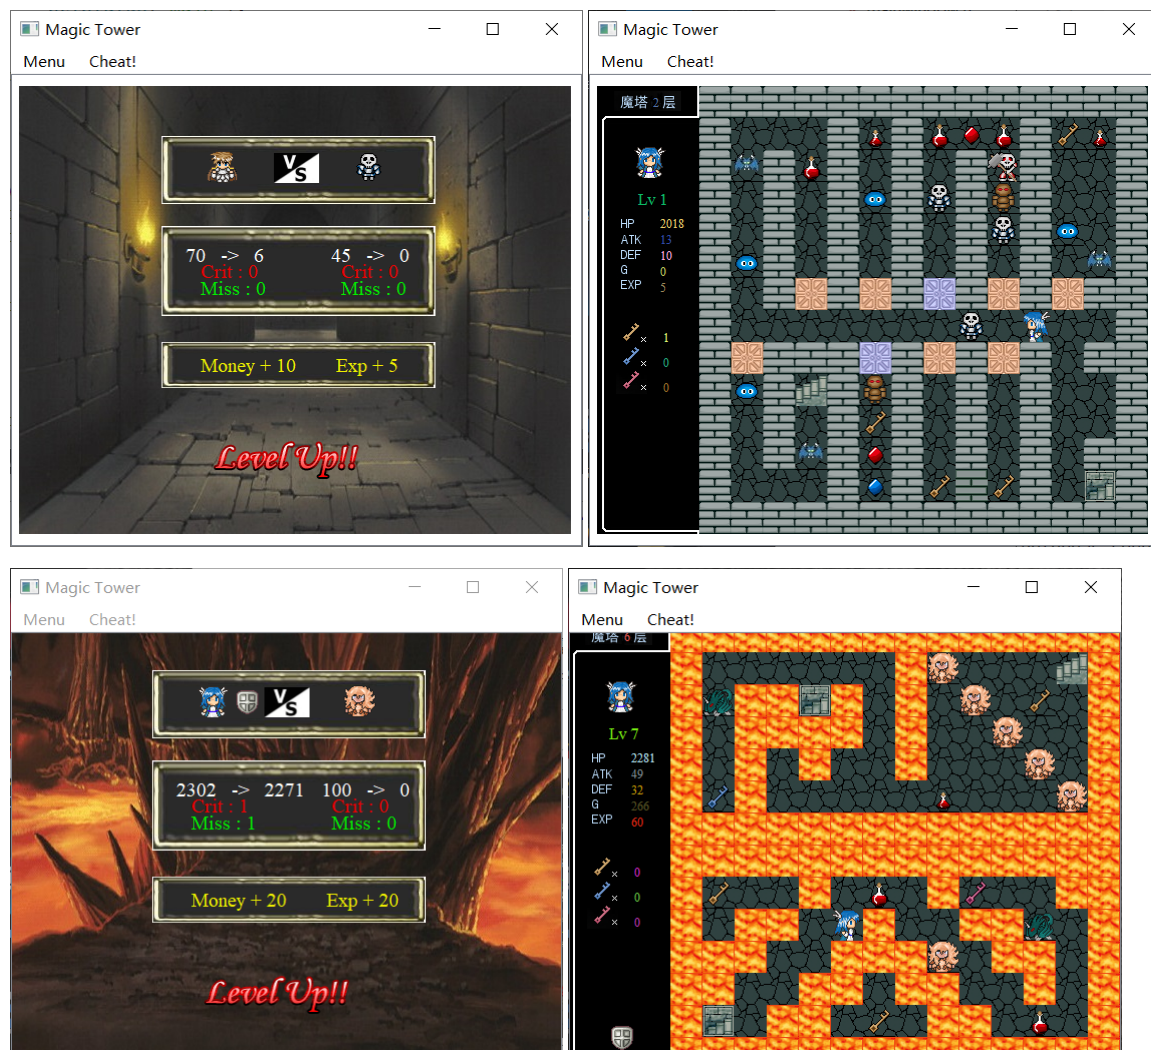 Magic Tower
Menu Cheat!
VS
70 -> 6 45 -> 0
Crit : 0 Crit : 0
Miss : 0 Miss : 0
Money + 10 Exp + 5
Level Up!!
Magic Tower
Menu Cheat!
魔塔 2 层
Lv 1
HP 2018
ATK 13
DEF 10
G 0
EXP 5
× 1
× 0
× 0
Magic Tower
Menu Cheat!
VS
2302 -> 2271 100 -> 0
Crit : 1 Crit : 0
Miss : 1 Miss : 0
Money + 20 Exp + 20
Level Up!!
Magic Tower
Menu Cheat!
魔塔 6 层
Lv 7
HP 2281
ATK 49
DEF 32
G 266
EXP 60
× 0
× 0
× 0